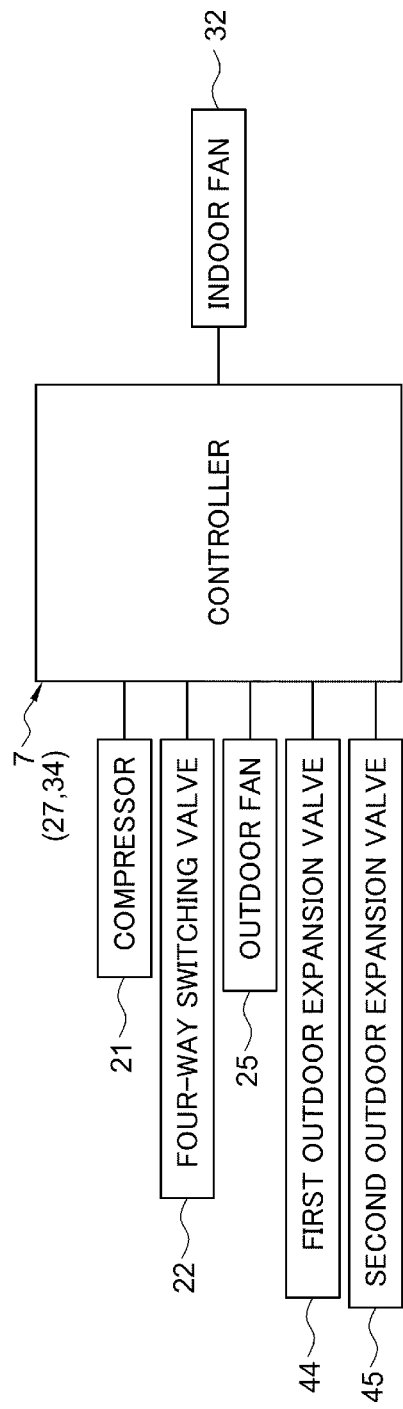 7
(27,34)
COMPRESSOR
21
FOUR-WAY SWITCHING VALVE
22
OUTDOOR FAN
25
FIRST OUTDOOR EXPANSION VALVE
44
SECOND OUTDOOR EXPANSION VALVE
45
CONTROLLER
INDOOR FAN
32